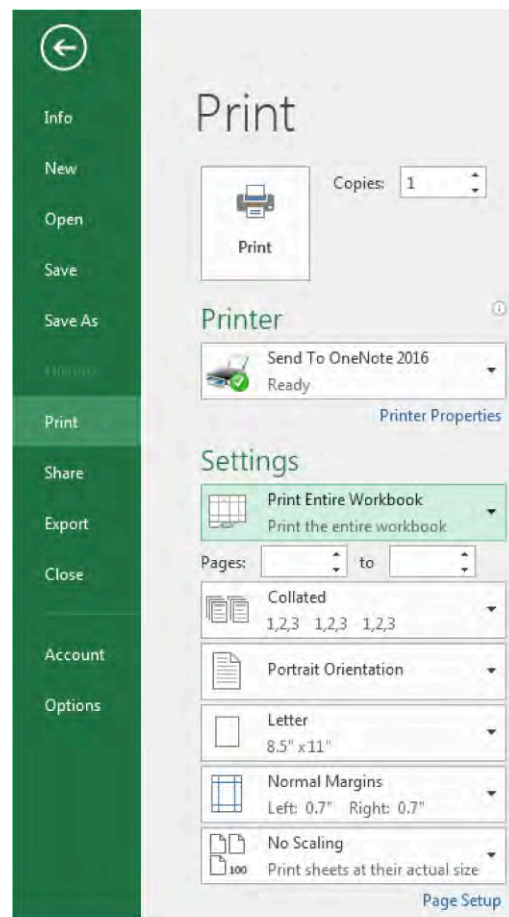 Info
New
Open
Save
Save As
History
Print
Share
Export
Close
Account
Options
Print
Copies: 1
Print
Printer
Send To OneNote 2016
Ready
Printer Properties
Settings
Print Entire Workbook
Print the entire workbook
Pages: to
Collated
1,2,3 1,2,3 1,2,3
Portrait Orientation
Letter
8.5" x 11"
Normal Margins
Left: 0.7" Right: 0.7"
No Scaling
100 Print sheets at their actual size
Page Setup